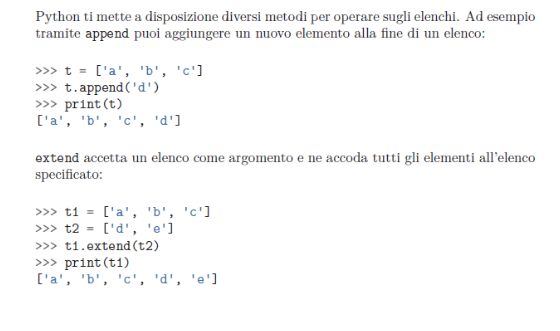 Python ti mette a disposizione diversi metodi per operare sugli elenchi. Ad esempio
tramite append puoi aggiungere un nuovo elemento alla fine di un elenco:
>>> t = ['a', 'b', 'c']
>>> t.append('d')
>>> print(t)
['a', 'b', 'c', 'd']
extend accetta un elenco come argomento e ne accoda tutti gli elementi all'elenco
specificato:
>>> t1 = ['a', 'b', 'c']
>>> t2 = ['d', 'e']
>>> t1.extend(t2)
>>> print(t1)
['a', 'b', 'c', 'd', 'e']